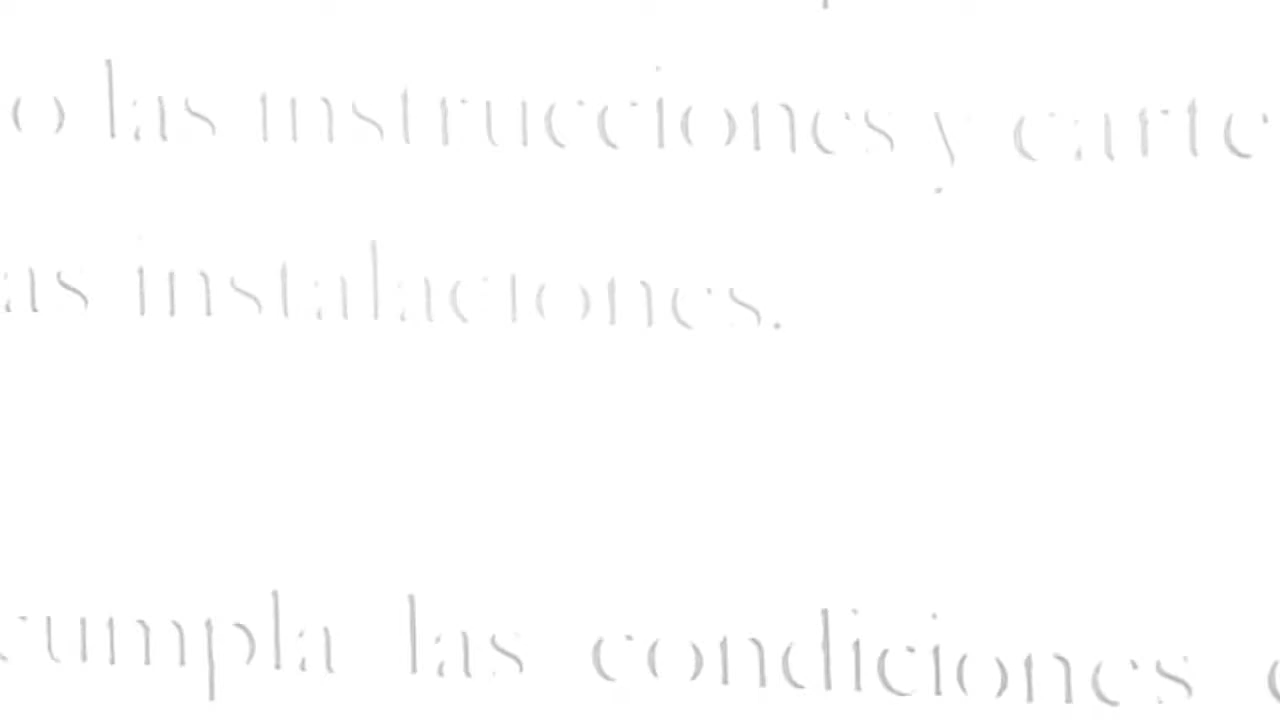 o las instrucciones y carte
as instalaciones.
cumpla las condiciones